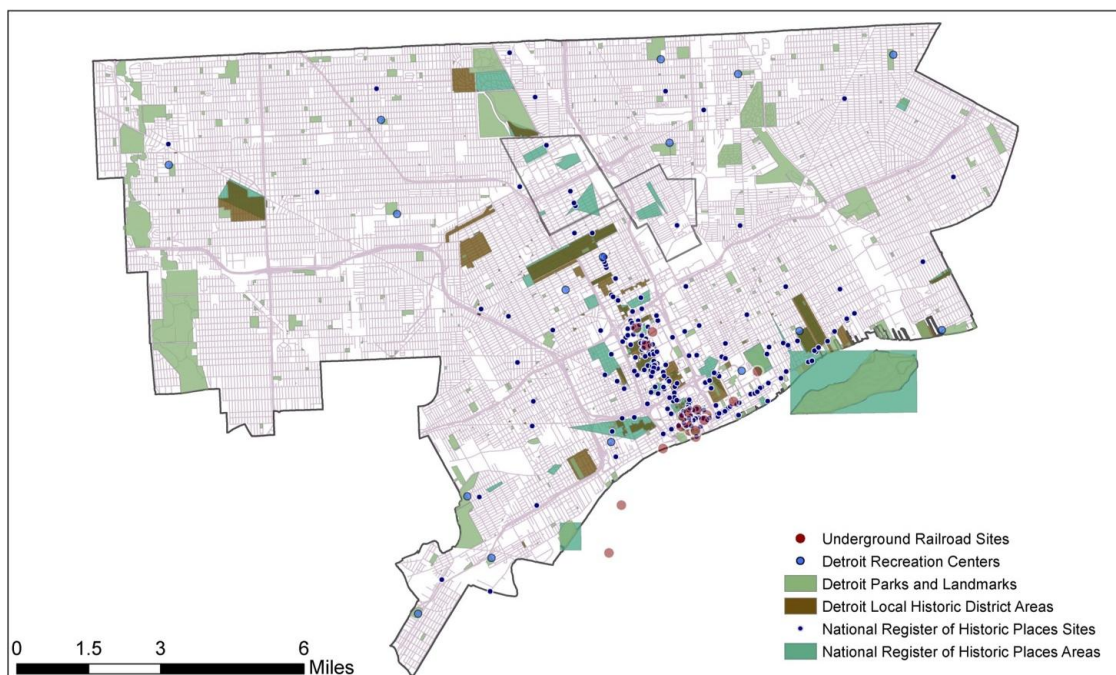 Underground Railroad Sites
Detroit Recreation Centers
Detroit Parks and Landmarks
Detroit Local Historic District Areas
National Register of Historic Places Sites
National Register of Historic Places Areas
0 1.5 3 6
Miles